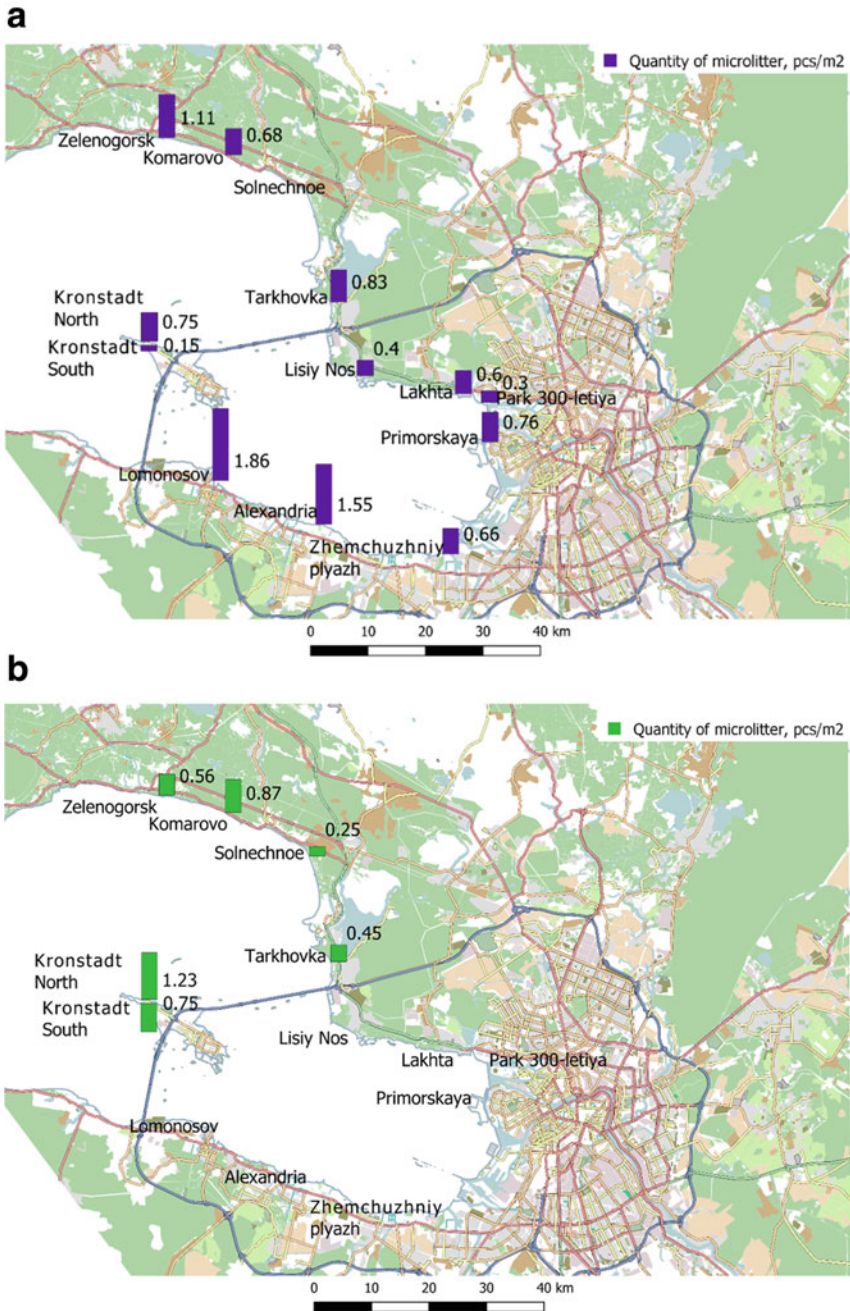 a
Quantity of microlitter, pcs/m2
1.11
Zelenogorsk
0.68
Komarovo
Solnechnoe
0.83
Tarkhovka
Kronstadt
North
0.75
Kronstadt
South
0.15
0.4
Lisiy Nos
0.6
Lakhta
0.3
Park 300-letiya
0.76
Primorskaya
1.86
Lomonosov
1.55
Alexandria
0.66
Zhemchuzhniy
plyazh
0 10 20 30 40 km
b
Quantity of microlitter, pcs/m2
0.56
Zelenogorsk
0.87
Komarovo
0.25
Solnechnoe
0.45
Tarkhovka
Kronstadt
North
1.23
Kronstadt
South
0.75
Lisiy Nos
Lakhta
Park 300-letiya
Primorskaya
Lomonosov
Alexandria
Zhemchuzhniy
plyazh
0 10 20 30 40 km